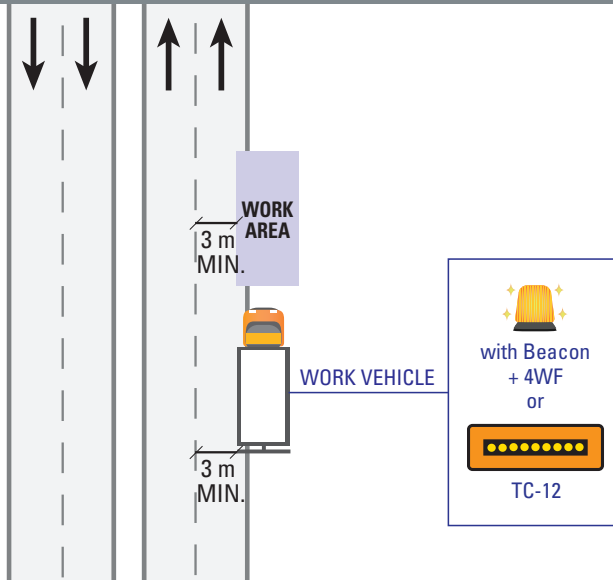 WORK
AREA
3 m
MIN.
WORK VEHICLE
with Beacon
+ 4WF
or
TC-12
3 m
MIN.